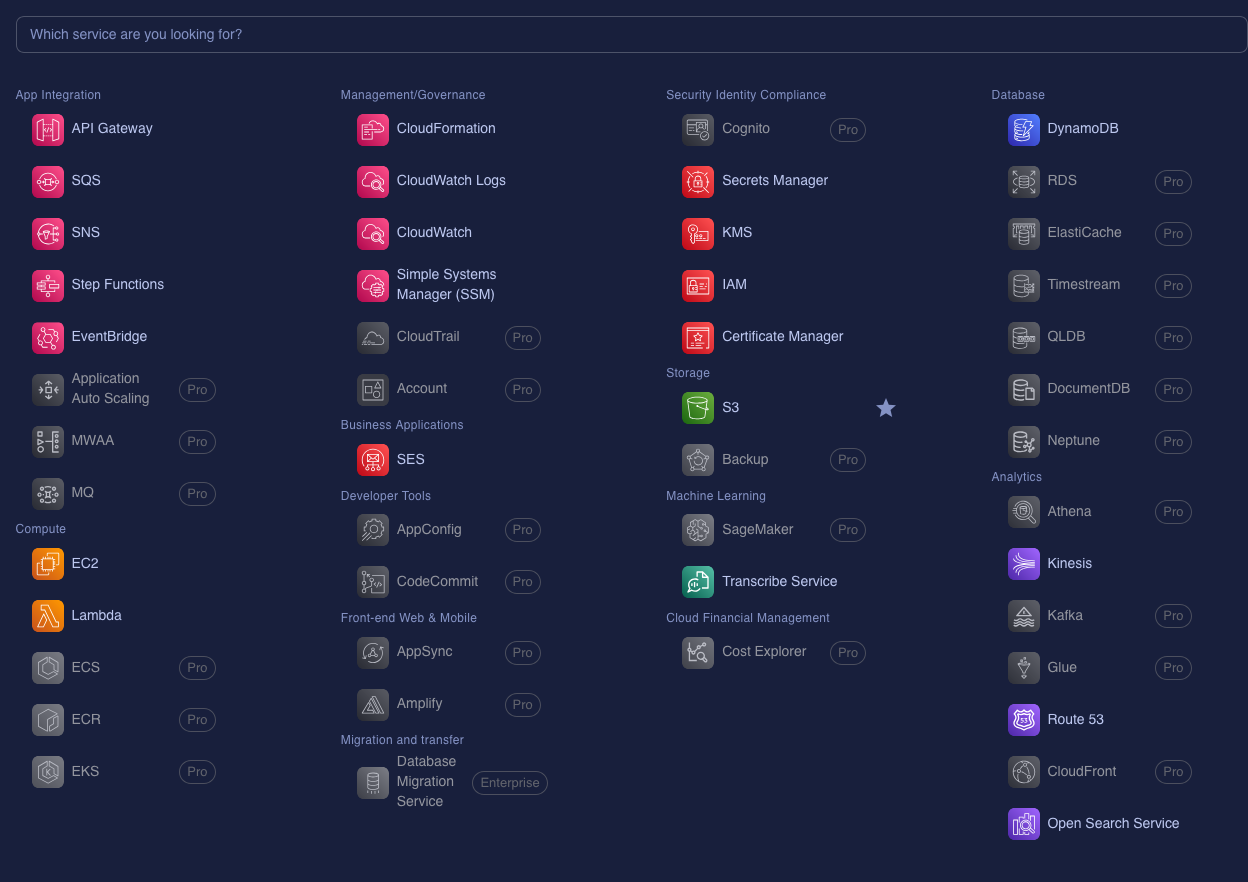 Which service are you looking for?
App Integration
API Gateway
SQS
SNS
Step Functions
EventBridge
Application
Auto Scaling
Pro
MWAA
Pro
MQ
Pro
Compute
EC2
Lambda
ECS
Pro
ECR
Pro
EKS
Pro
Management/Governance
CloudFormation
CloudWatch Logs
CloudWatch
Simple Systems
Manager (SSM)
CloudTrail
Pro
Account
Pro
Business Applications
SES
Developer Tools
AppConfig
Pro
CodeCommit
Pro
Front-end Web & Mobile
AppSync
Pro
Amplify
Pro
Migration and transfer
Database
Migration
Service
Enterprise
Security Identity Compliance
Cognito
Pro
Secrets Manager
KMS
IAM
Certificate Manager
Storage
S3
Backup
Pro
Machine Learning
SageMaker
Pro
Transcribe Service
Cloud Financial Management
Cost Explorer
Pro
Database
DynamoDB
RDS
Pro
ElastiCache
Pro
Timestream
Pro
QLDB
Pro
DocumentDB
Pro
Neptune
Pro
Analytics
Athena
Pro
Kinesis
Kafka
Pro
Glue
Pro
53
Route 53
CloudFront
Pro
Open Search Service